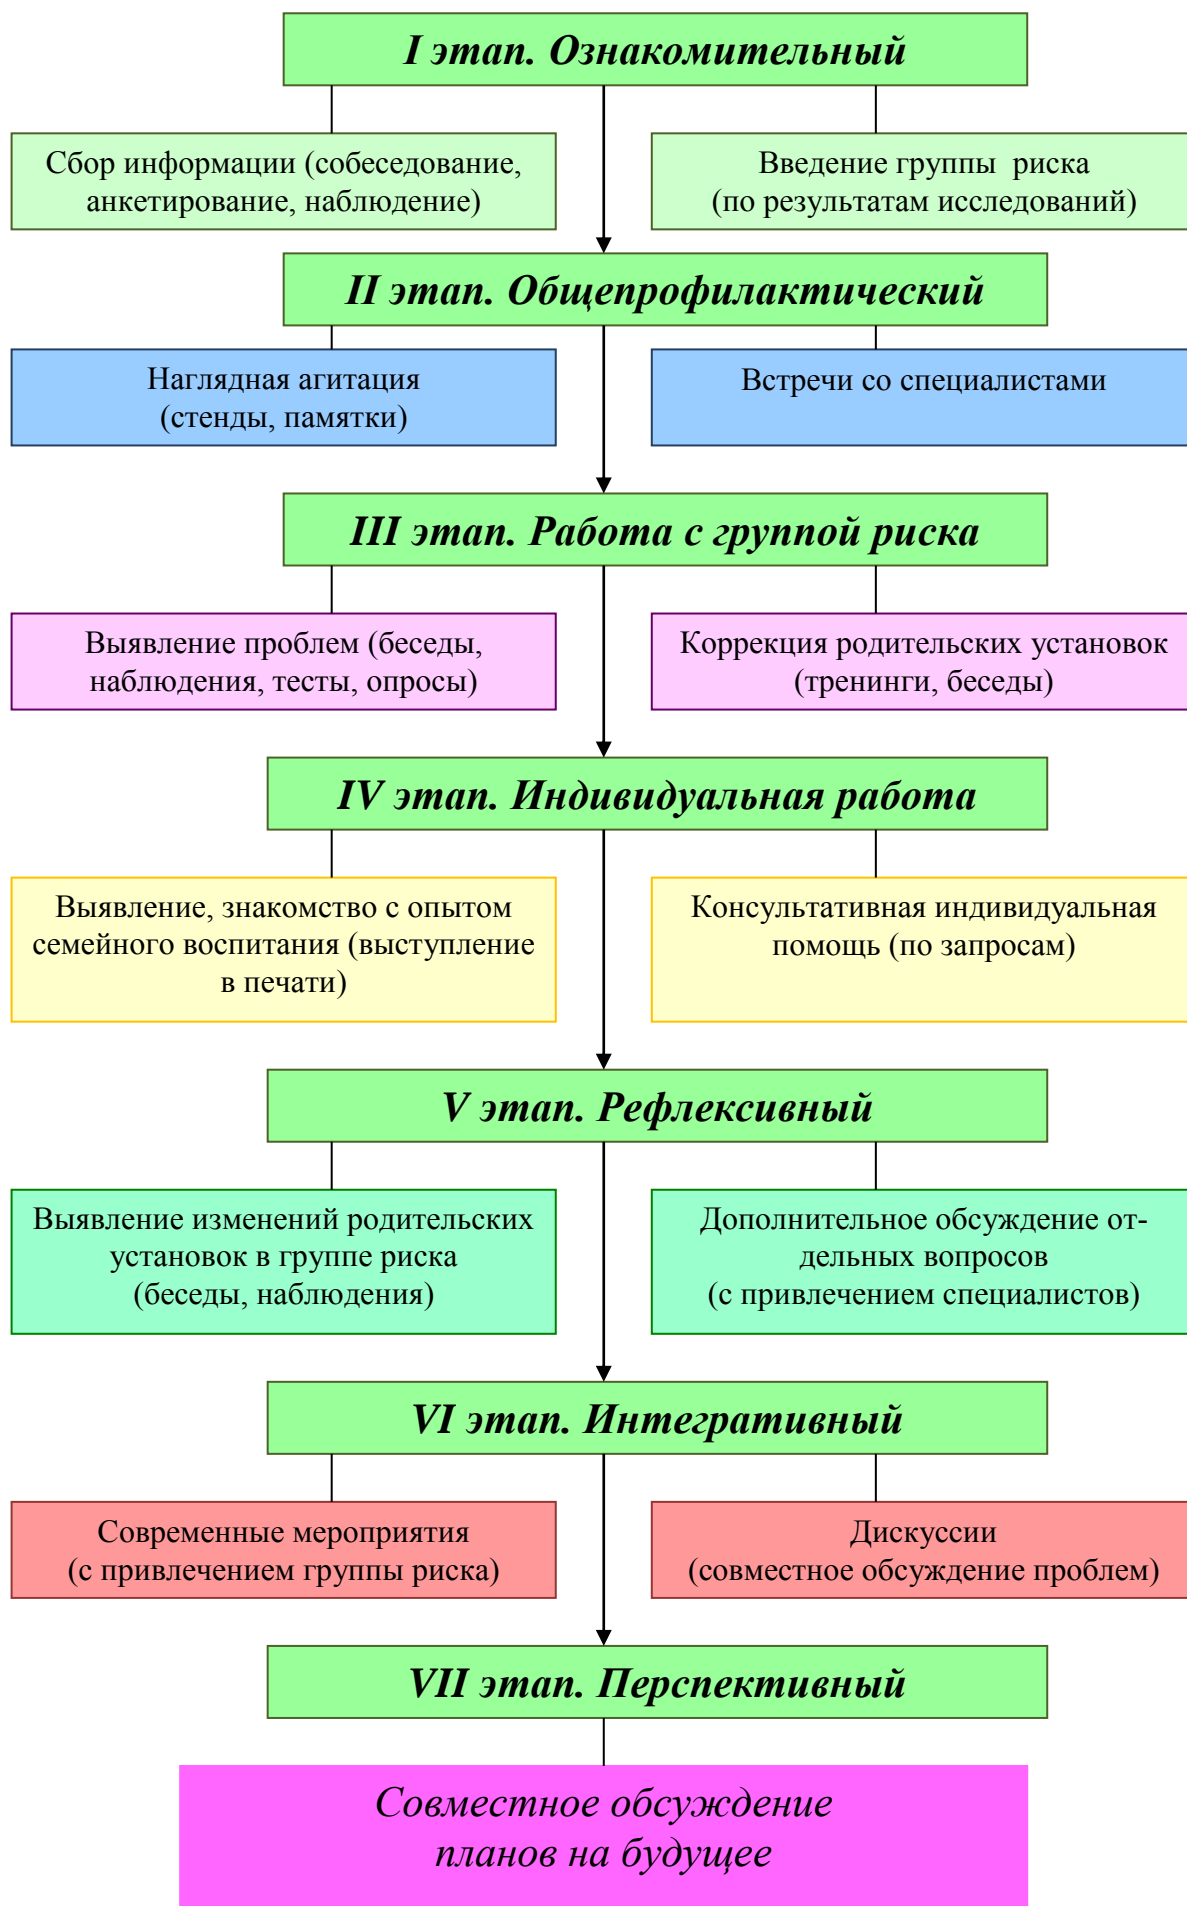 I этап. Ознакомительный
Сбор информации (собеседование,
анкетирование, наблюдение)
Введение группы риска
(по результатам исследований)
II этап. Общепрофилактический
Наглядная агитация
(стенды, памятки)
Встречи со специалистами
III этап. Работа с группой риска
Выявление проблем (беседы,
наблюдения, тесты, опросы)
Коррекция родительских установок
(тренинги, беседы)
IV этап. Индивидуальная работа
Выявление, знакомство с опытом
семейного воспитания (выступление
в печати)
Консультативная индивидуальная
помощь (по запросам)
V этап. Рефлексивный
Выявление изменений родительских
установок в группе риска
(беседы, наблюдения)
Дополнительное обсуждение от-
дельных вопросов
(с привлечением специалистов)
VI этап. Интегративный
Современные мероприятия
(с привлечением группы риска)
Дискуссии
(совместное обсуждение проблем)
VII этап. Перспективный
Совместное обсуждение
планов на будущее